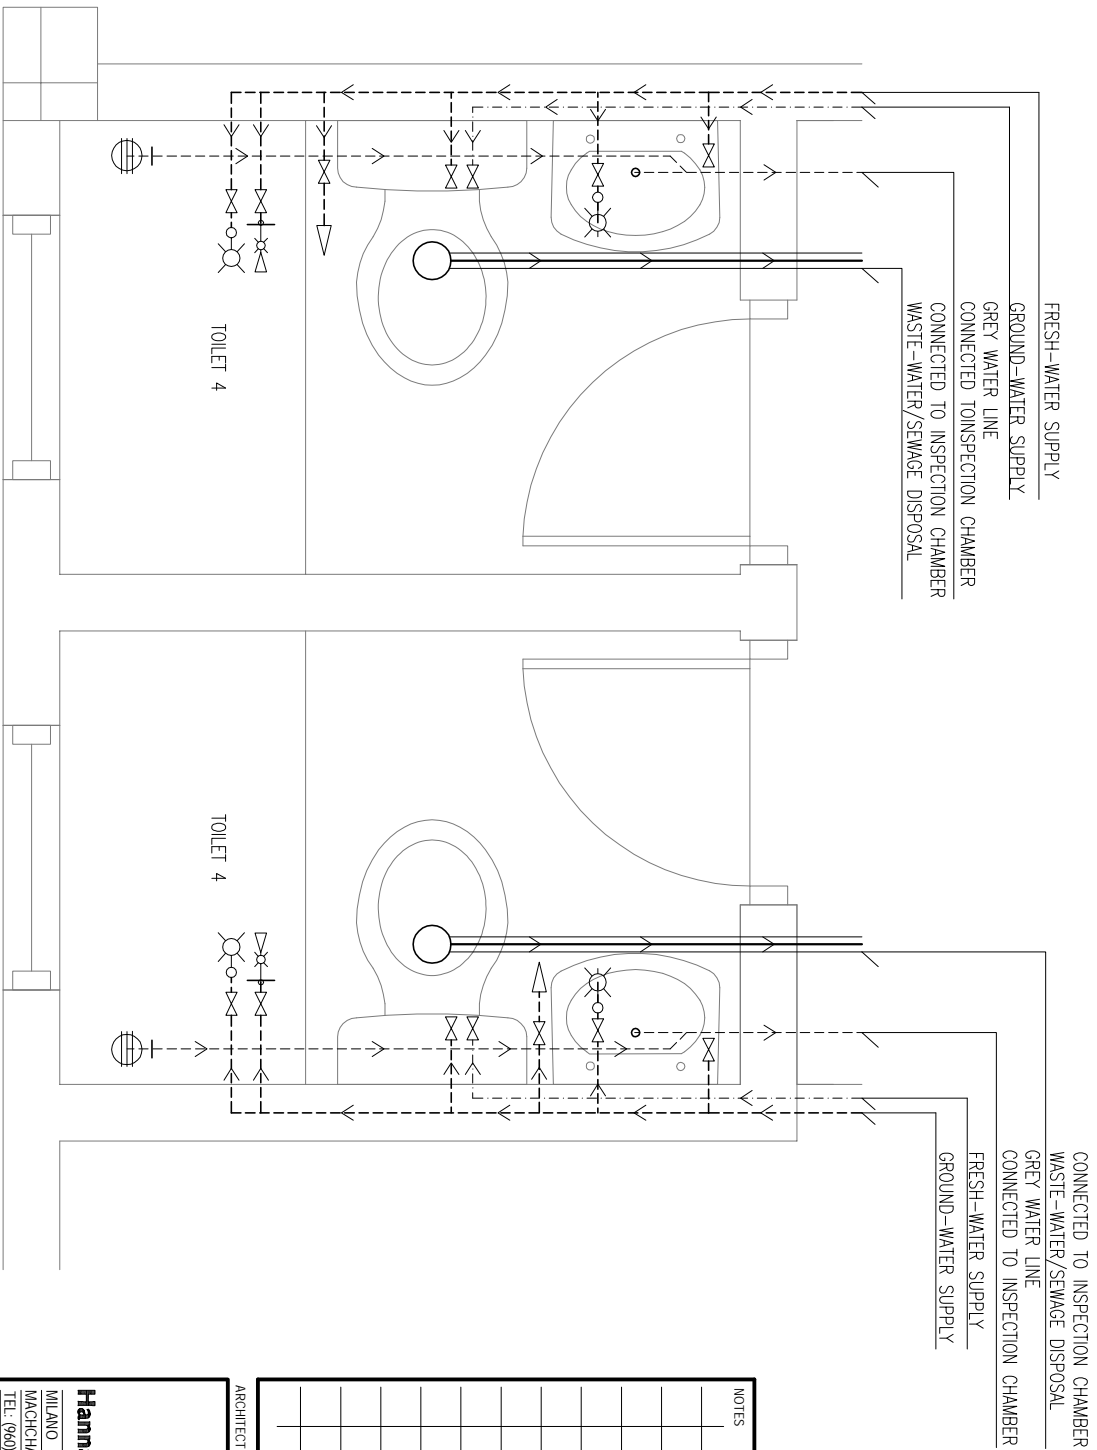 FRESH-WATER SUPPLY
GROUND-WATER SUPPLY
GREY WATER LINE
CONNECTED TOINSPECTION CHAMBER
CONNECTED TO INSPECTION CHAMBER
WASTE-WATER/SEWAGE DISPOSAL
TOILET 4
CONNECTED TO INSPECTION CHAMBER
WASTE-WATER/SEWAGE DISPOSAL
GREY WATER LINE
CONNECTED TO INSPECTION CHAMBER
FRESH-WATER SUPPLY
GROUND-WATER SUPPLY
TOILET 4
NOTES
ARCHITECT
MILANO
TEL: (960)